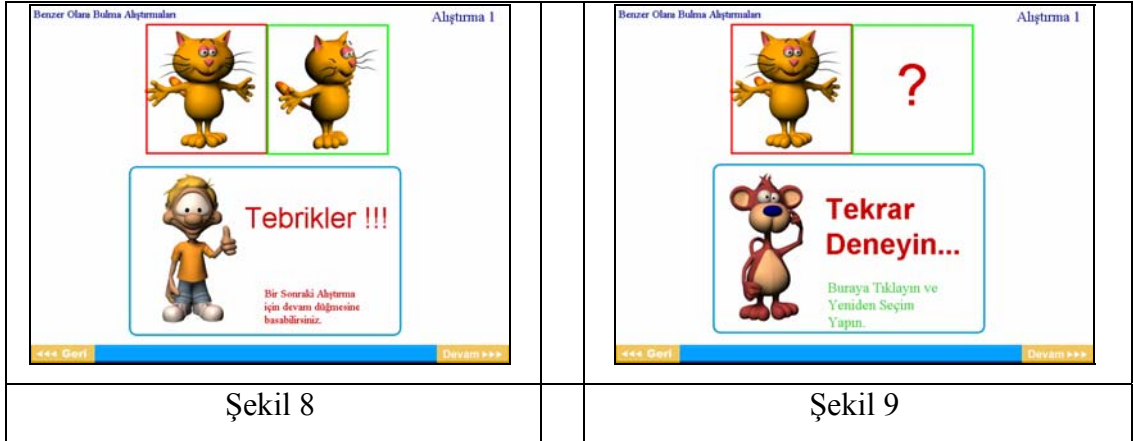 Benzer Olanı Bulma Alıştırmaları
Alıştırma 1
Tebrikler !!!
Bir Sonraki Alıştırma
için devam düğmesine
basabilirsiniz.
◄◄◄ Geri
Devam ►►►
Şekil 8
Benzer Olanı Bulma Alıştırmaları
Alıştırma 1
?
Tekrar
Deneyin...
Buraya Tıklayın ve
Yeniden Seçim
Yapın.
◄◄◄ Geri
Devam ►►►
Şekil 9